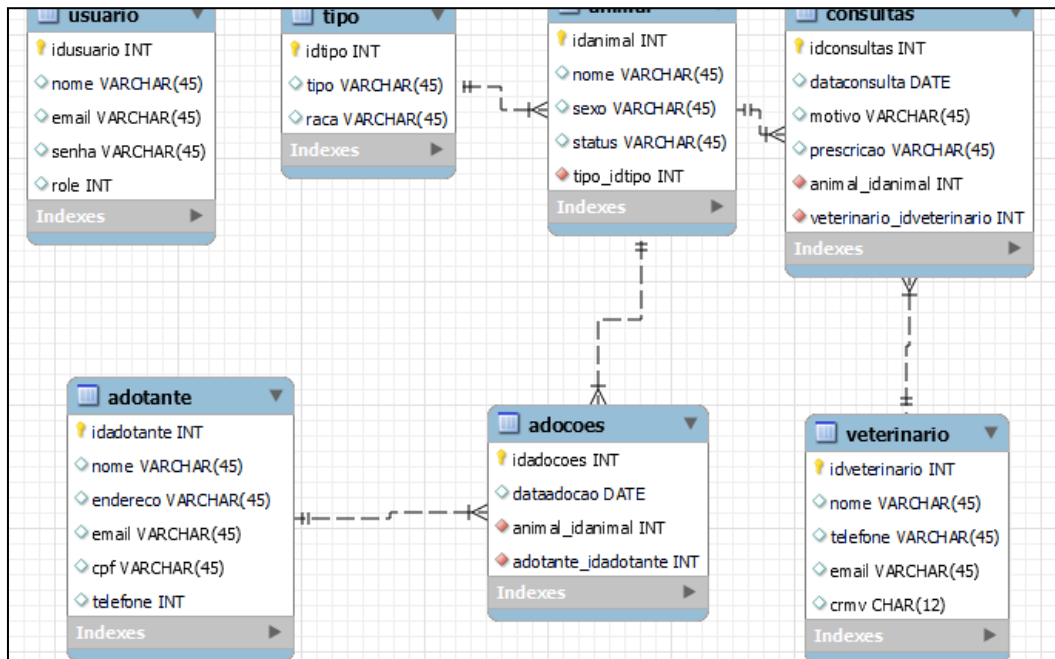 usuario
idusuario INT
nome VARCHAR(45)
email VARCHAR(45)
senha VARCHAR(45)
role INT
Indexes
tipo
idtipo INT
tipo VARCHAR(45)
raca VARCHAR(45)
Indexes
animal
idanimal INT
nome VARCHAR(45)
sexo VARCHAR(45)
status VARCHAR(45)
tipo_idtipo INT
Indexes
consultas
idconsultas INT
dataconsulta DATE
motivo VARCHAR(45)
prescricao VARCHAR(45)
animal_idanimal INT
veterinario_idveterinario INT
Indexes
adotante
idadotante INT
nome VARCHAR(45)
endereco VARCHAR(45)
email VARCHAR(45)
cpf VARCHAR(45)
telefone INT
Indexes
adocoes
idadocoes INT
dataadocao DATE
animal_idanimal INT
adotante_idadotante INT
Indexes
veterinario
idveterinario INT
nome VARCHAR(45)
telefone VARCHAR(45)
email VARCHAR(45)
crmv CHAR(12)
Indexes